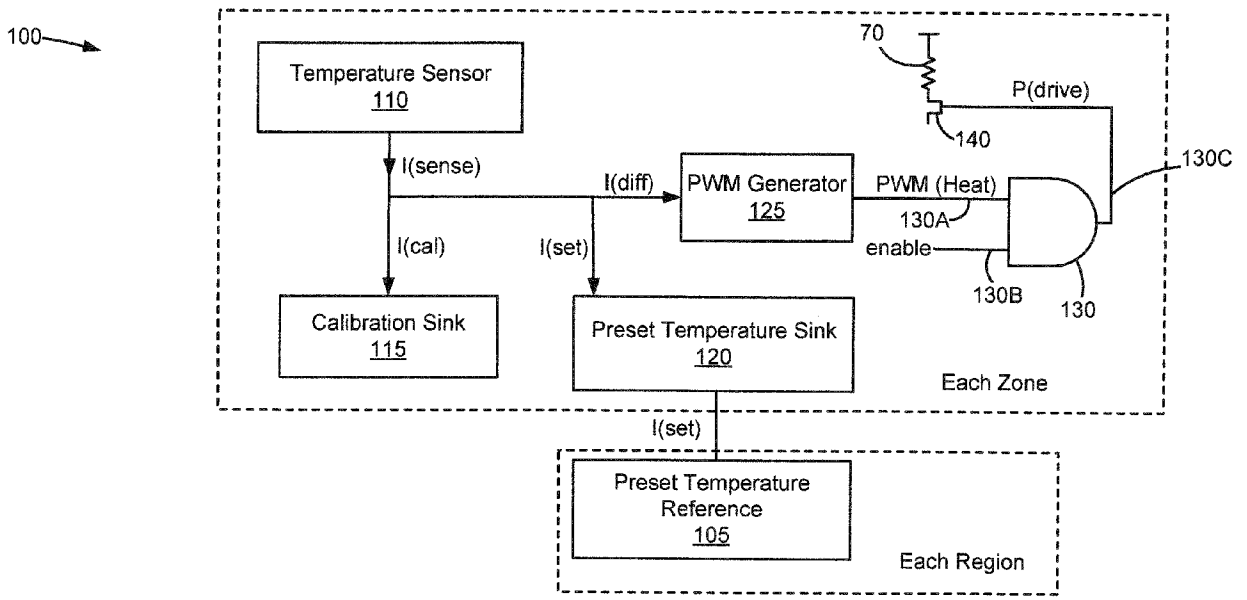 100
Temperature Sensor
110
70
P(drive)
140
130C
I(sense)
I(diff)
PWM Generator
125
PWM (Heat)
130A
enable
130B
130
I(cal)
I(set)
Calibration Sink
115
Preset Temperature Sink
120
Each Zone
I(set)
Preset Temperature
Reference
105
Each Region